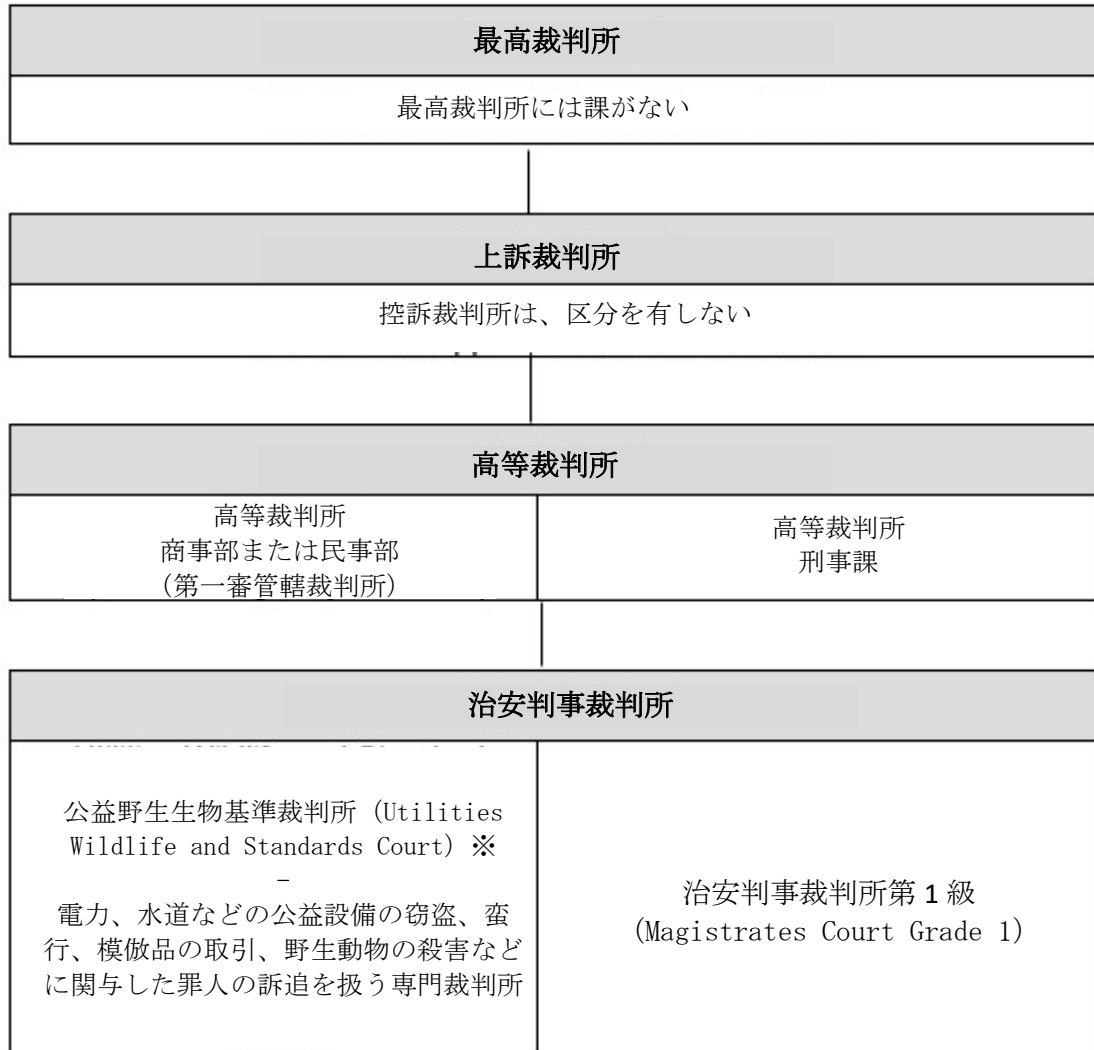 最高裁判所
最高裁判所には課がない
上訴裁判所
控訴裁判所は、区分を有しない
高等裁判所
高等裁判所
商事部または民事部
（第一審管轄裁判所）
高等裁判所
刑事課
治安判事裁判所
公益野生生物基準裁判所（Utilities
Wildlife and Standards Court）※
–
電力、水道などの公益設備の窃盗、蛮
行、模倣品の取引、野生動物の殺害など
に関与した罪人の訴追を扱う専門裁判所
治安判事裁判所第 1 級
(Magistrates Court Grade 1)